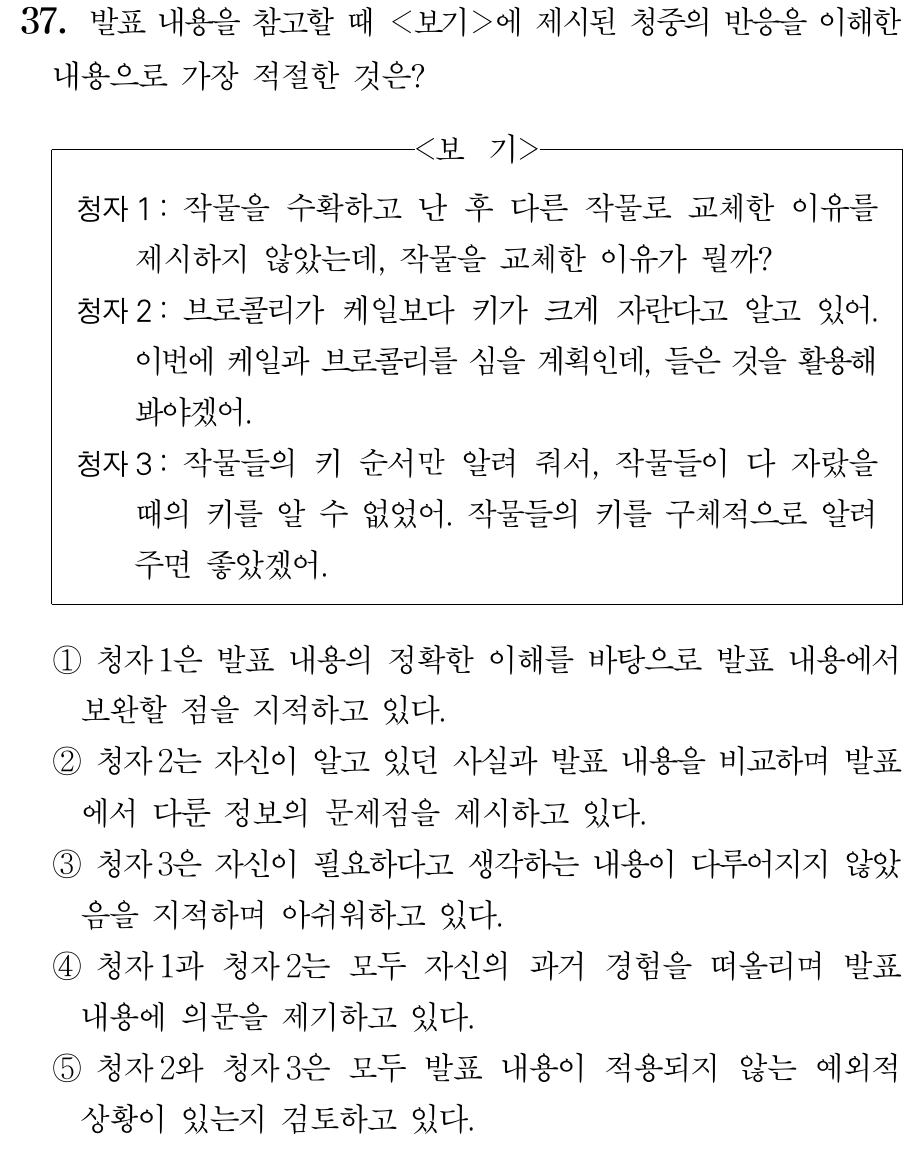 37. 발표 내용을 참고할 때 <보기>에 제시된 청중의 반응을 이해한
내용으로 가장 적절한 것은?
<보 기>
청자 1 : 작물을 수확하고 난 후 다른 작물로 교체한 이유를
제시하지 않았는데, 작물을 교체한 이유가 뭘까?
청자 2 : 브로콜리가 케일보다 키가 크게 자란다고 알고 있어.
이번에 케일과 브로콜리를 심을 계획인데, 들은 것을 활용해
봐야겠어.
청자 3 : 작물들의 키 순서만 알려 줘서, 작물들이 다 자랐을
때의 키를 알 수 없었어. 작물들의 키를 구체적으로 알려
주면 좋았겠어.
① 청자 1은 발표 내용의 정확한 이해를 바탕으로 발표 내용에서
보완할 점을 지적하고 있다.
② 청자 2는 자신이 알고 있던 사실과 발표 내용을 비교하며 발표
에서 다룬 정보의 문제점을 제시하고 있다.
③ 청자 3은 자신이 필요하다고 생각하는 내용이 다루어지지 않았
음을 지적하며 아쉬워하고 있다.
④ 청자 1과 청자 2는 모두 자신의 과거 경험을 떠올리며 발표
내용에 의문을 제기하고 있다.
⑤ 청자 2와 청자 3은 모두 발표 내용이 적용되지 않는 예외적
상황이 있는지 검토하고 있다.